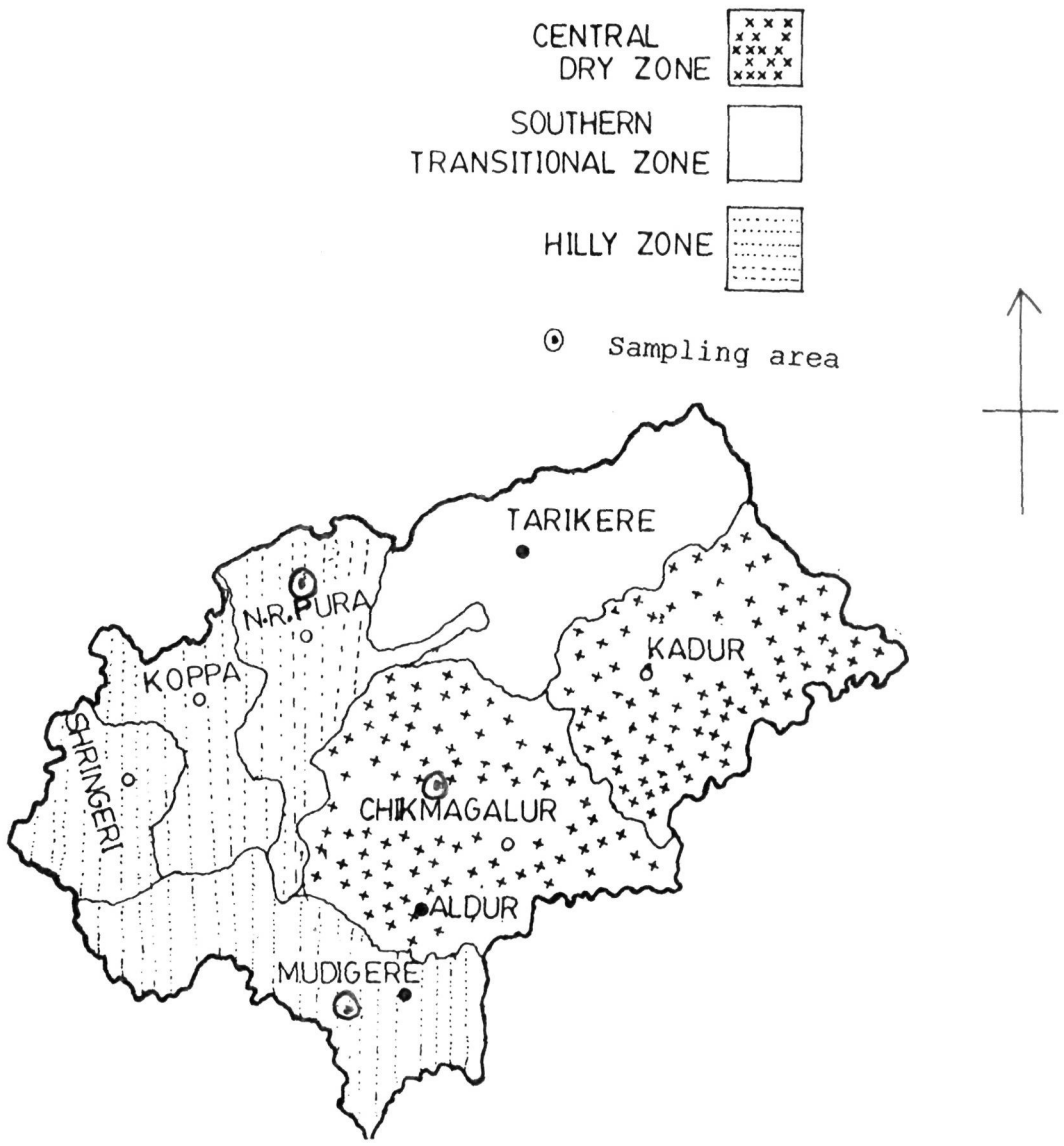 CENTRAL
DRY ZONE
SOUTHERN
TRANSITIONAL ZONE
HILLY ZONE
Sampling area
TARIKERE
N.R.PURA
KADUR
KOPPA
SHRINGERI
CHIKMAGALUR
ALDUR
MUDIGERE